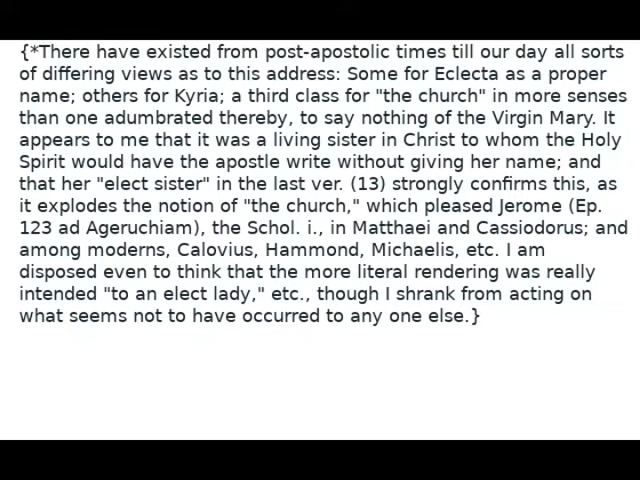 {*There have existed from post-apostolic times till our day all sorts
of differing views as to this address: Some for Eclecta as a proper
name; others for Kyria; a third class for "the church" in more senses
than one adumbrated thereby, to say nothing of the Virgin Mary. It
appears to me that it was a living sister in Christ to whom the Holy
Spirit would have the apostle write without giving her name; and
that her "elect sister" in the last ver. (13) strongly confirms this, as
it explodes the notion of "the church," which pleased Jerome (Ep.
123 ad Ageruchiam), the Schol. i., in Matthaei and Cassiodorus; and
among moderns, Calovius, Hammond, Michaelis, etc. I am
disposed even to think that the more literal rendering was really
intended "to an elect lady," etc., though I shrank from acting on
what seems not to have occurred to any one else.}